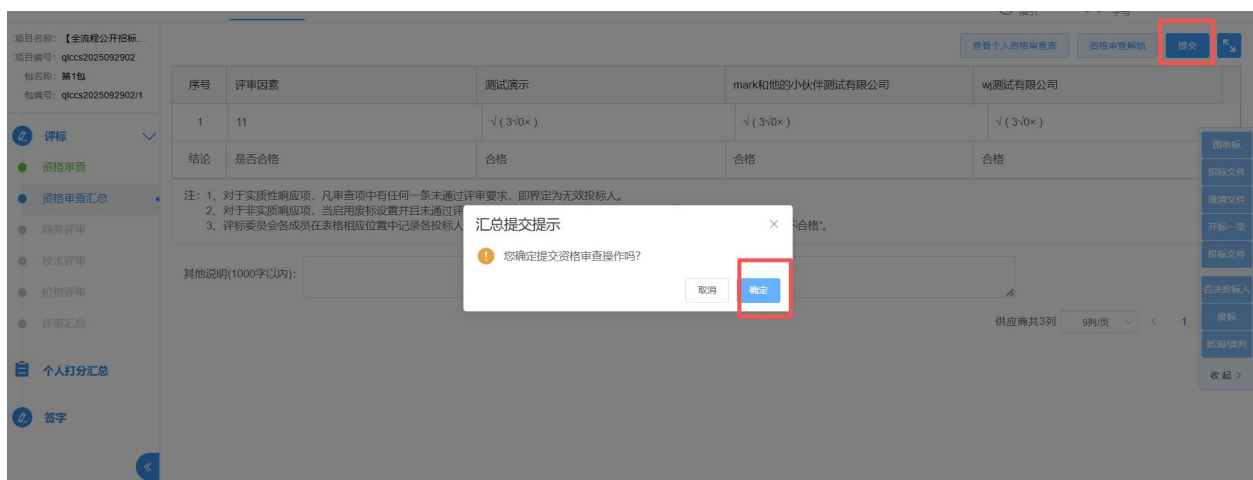 指引 字号
项目名称：【全流程公开招标...
项目编号：qlccs2025092902
包名称：第1包
包编号：qlccs2025092902/1
查看个人资格审查表 资格审查解锁 提交
序号 评审因素 测试演示 mark和他的小伙伴测试有限公司 wj测试有限公司
1 11 √ ( 3√0× ) √ ( 3√0× ) √ ( 3√0× )
结论 是否合格 合格 合格 合格
注：1、对于实质性响应项，凡审查项中有任何一条未通过评审要求，即界定为无效投标人。
2、对于非实质响应项，当启用废标设置并且未通过评
3、评标委员会各成员在表格相应位置中记录各投标人
不合格"。
其他说明(1000字以内):
供应商共3列 9列/页 < 1
评标
资格审查
资格审查汇总
商务评审
技术评审
价格评审
评审汇总
个人打分汇总
签字
汇总提交提示 ×
您确定提交资格审查操作吗?
取消 确定
围串标
招标文件
澄清文件
开标一览
投标文件
否决投标人
废标
质询/谈判
收起 >